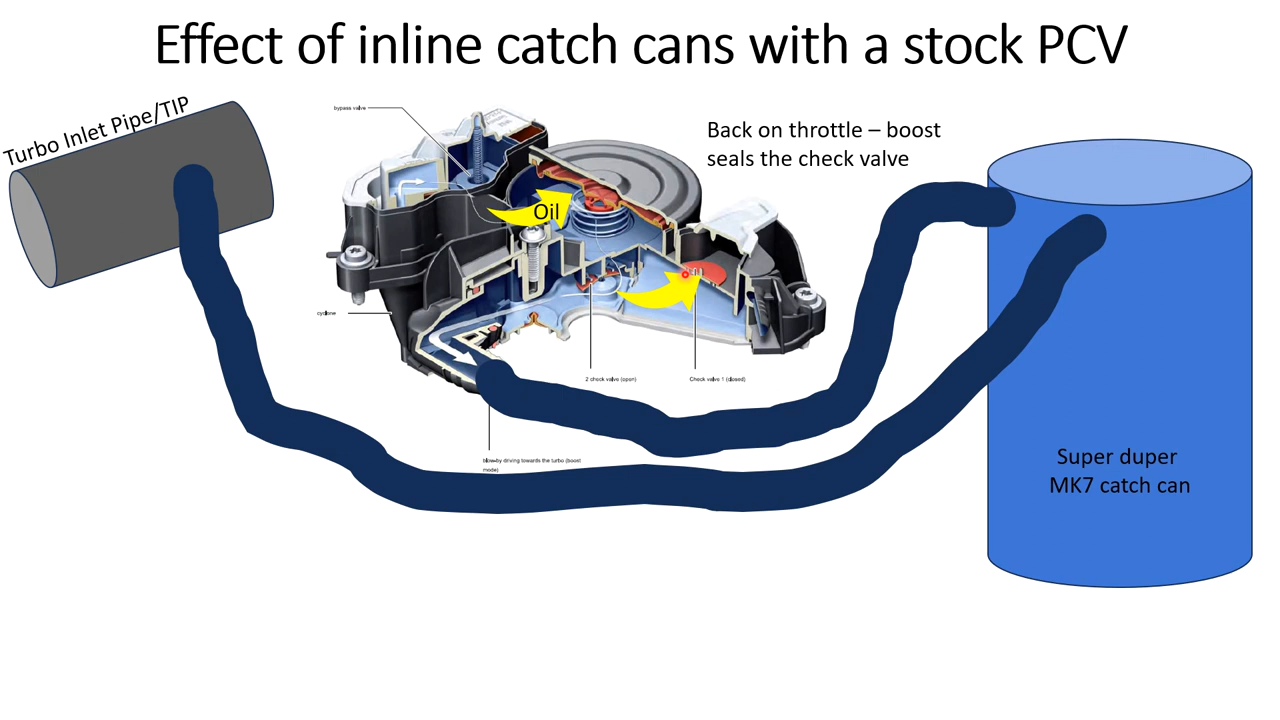 Effect of inline catch cans with a stock PCV
Turbo Inlet Pipe/TIP
bypass valve
Back on throttle – boost
seals the check valve
Oil
cyclone
2 check valve (open)
Check valve 1 (closed)
blow-by driving towards the turbo (boost
mode)
Super duper
MK7 catch can